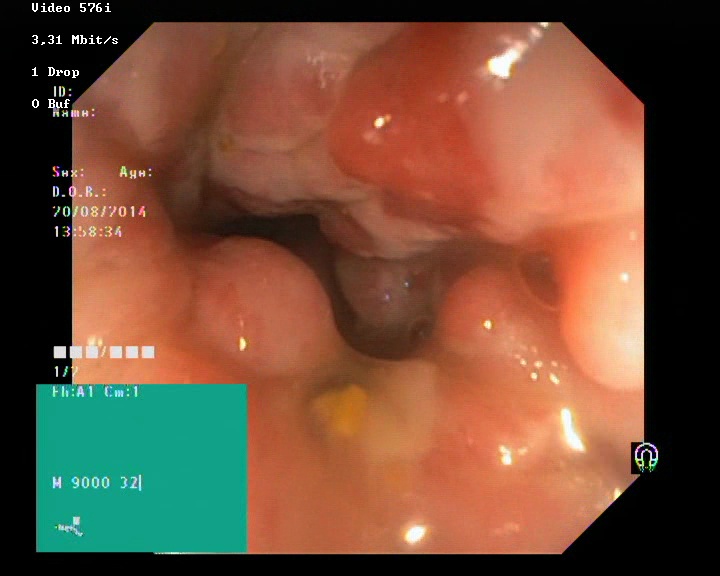 Video 576i
3,31 Mbit/s
1 Drop
ID:
0 Buf
Name:
Sex: Age:
D.O.B.:
20/08/2014
13:58:34
1/7
Eh:A1 Cm:1
M 9000 32